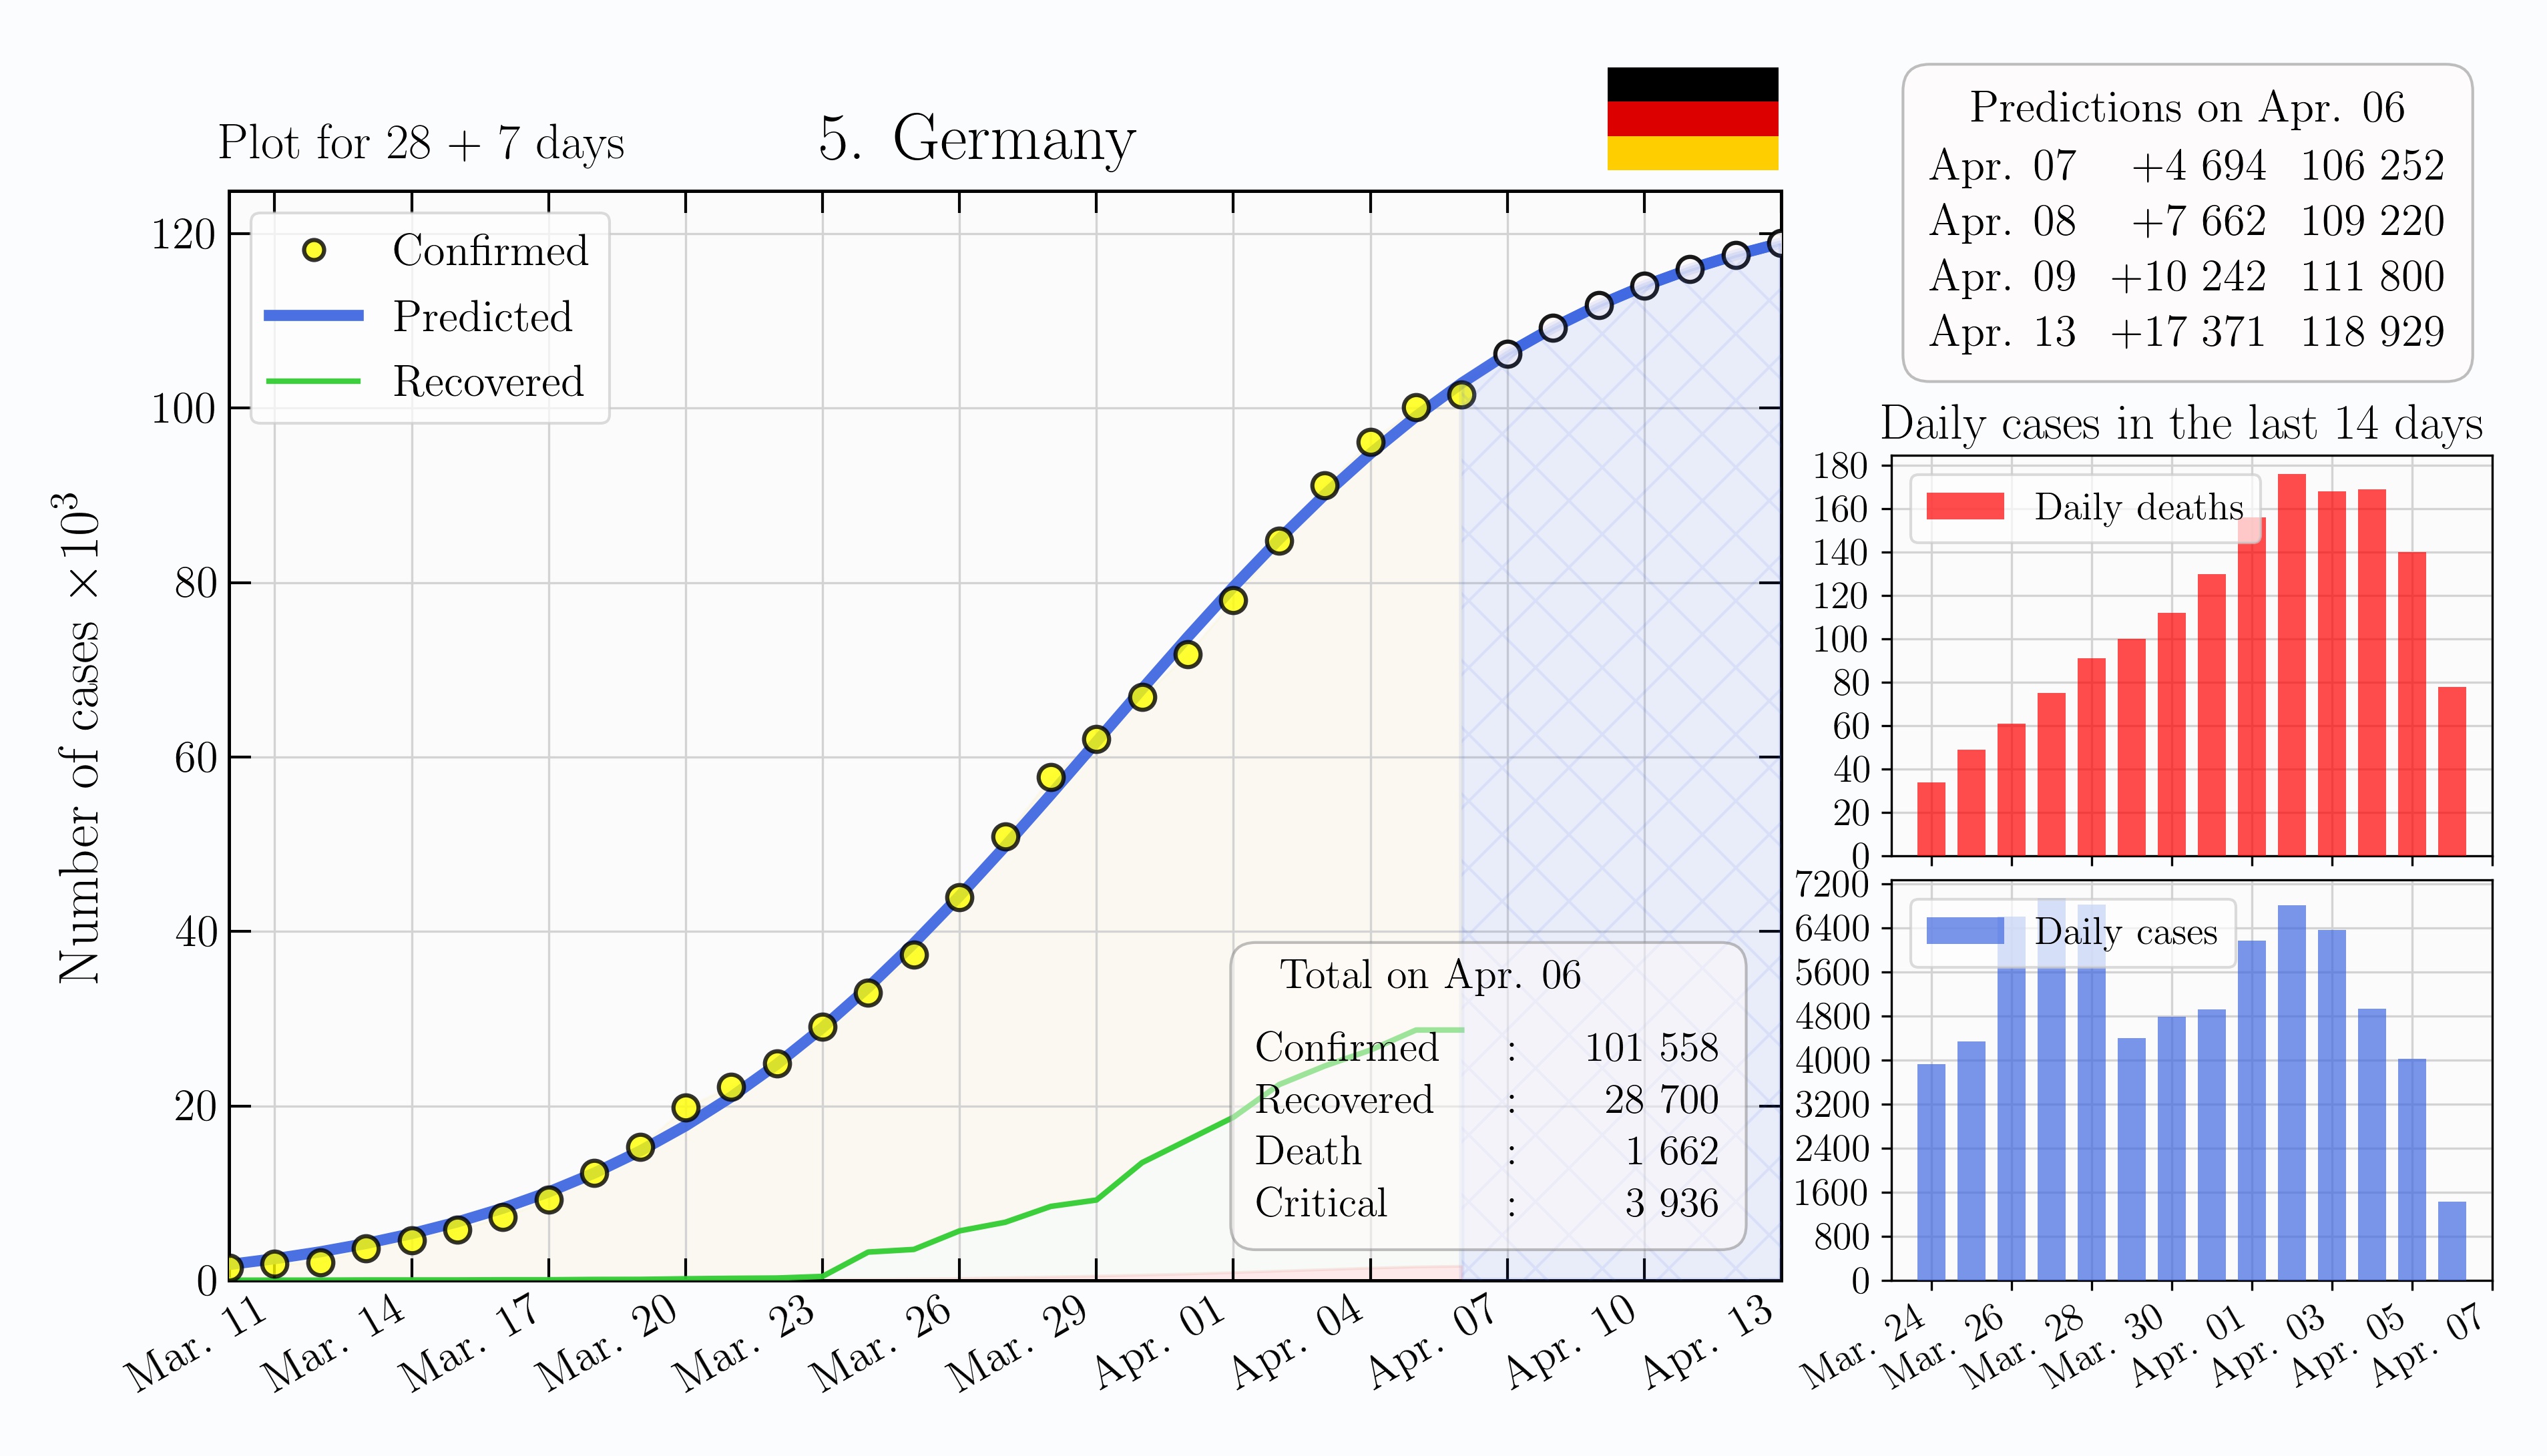 Plot for 28 + 7 days
5. Germany
Number of cases ×10³
120
100
80
60
40
20
0
Confirmed
Predicted
Recovered
Total on Apr. 06
Confirmed : 101 558
Recovered : 28 700
Death : 1 662
Critical : 3 936
Mar. 11
Mar. 14
Mar. 17
Mar. 20
Mar. 23
Mar. 26
Mar. 29
Apr. 01
Apr. 04
Apr. 07
Apr. 10
Apr. 13
Predictions on Apr. 06
Apr. 07 +4 694 106 252
Apr. 08 +7 662 109 220
Apr. 09 +10 242 111 800
Apr. 13 +17 371 118 929
Daily cases in the last 14 days
180
160
140
120
100
80
60
40
20
0
Daily deaths
7200
6400
5600
4800
4000
3200
2400
1600
800
0
Daily cases
Mar. 24
Mar. 26
Mar. 28
Mar. 30
Apr. 01
Apr. 03
Apr. 05
Apr. 07